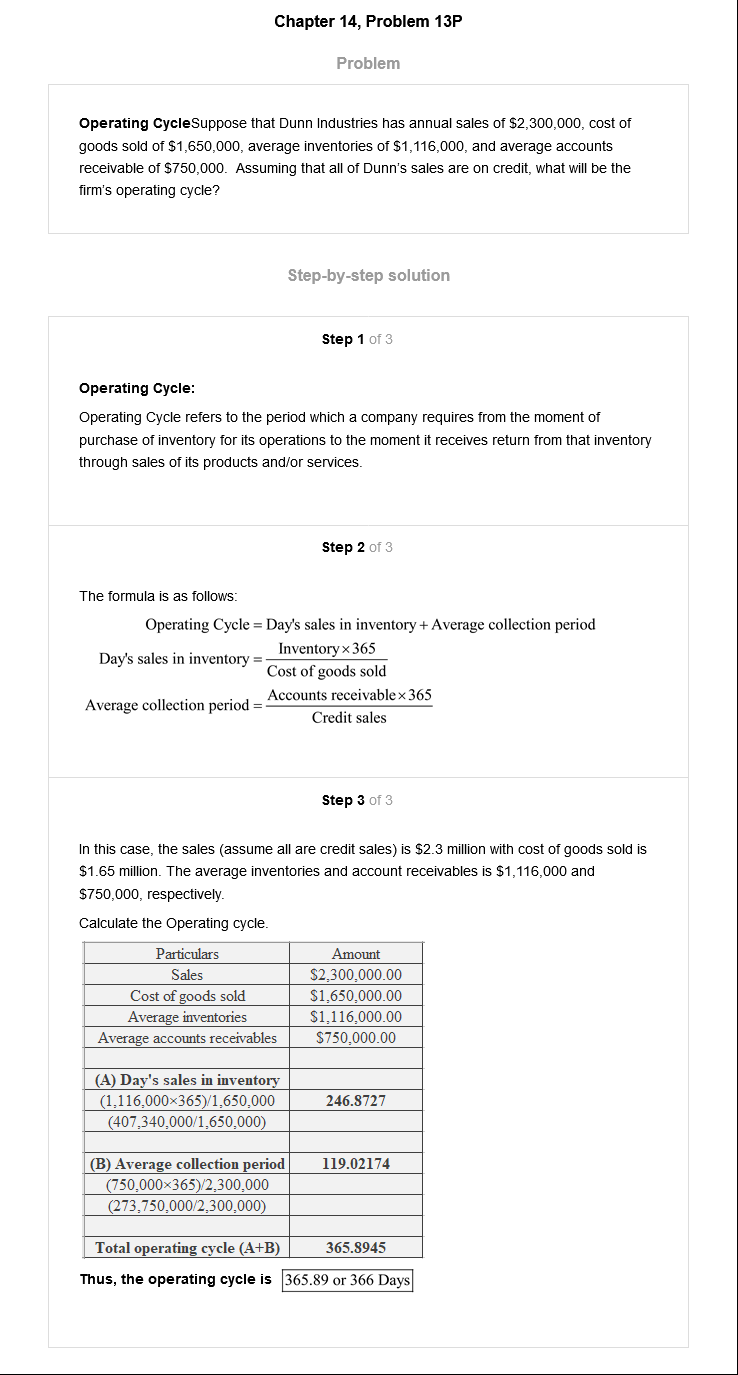 Chapter 14, Problem 13P
Problem
Operating CycleSuppose that Dunn Industries has annual sales of $2,300,000, cost of
goods sold of $1,650,000, average inventories of $1,116,000, and average accounts
receivable of $750,000.  Assuming that all of Dunn's sales are on credit, what will be the
firm's operating cycle?
Step-by-step solution
Step 1 of 3
Operating Cycle:
Operating Cycle refers to the period which a company requires from the moment of
purchase of inventory for its operations to the moment it receives return from that inventory
through sales of its products and/or services.
Step 2 of 3
The formula is as follows:
Operating Cycle = Day's sales in inventory + Average collection period
Day's sales in inventory = Inventory × 365 / Cost of goods sold
Average collection period = Accounts receivable × 365 / Credit sales
Step 3 of 3
In this case, the sales (assume all are credit sales) is $2.3 million with cost of goods sold is
$1.65 million. The average inventories and account receivables is $1,116,000 and
$750,000, respectively.
Calculate the Operating cycle.
Particulars Amount
Sales $2,300,000.00
Cost of goods sold $1,650,000.00
Average inventories $1,116,000.00
Average accounts receivables $750,000.00
(A) Day's sales in inventory
(1,116,000×365)/1,650,000 246.8727
(407,340,000/1,650,000)
(B) Average collection period 119.02174
(750,000×365)/2,300,000
(273,750,000/2,300,000)
Total operating cycle (A+B) 365.8945
Thus, the operating cycle is 365.89 or 366 Days